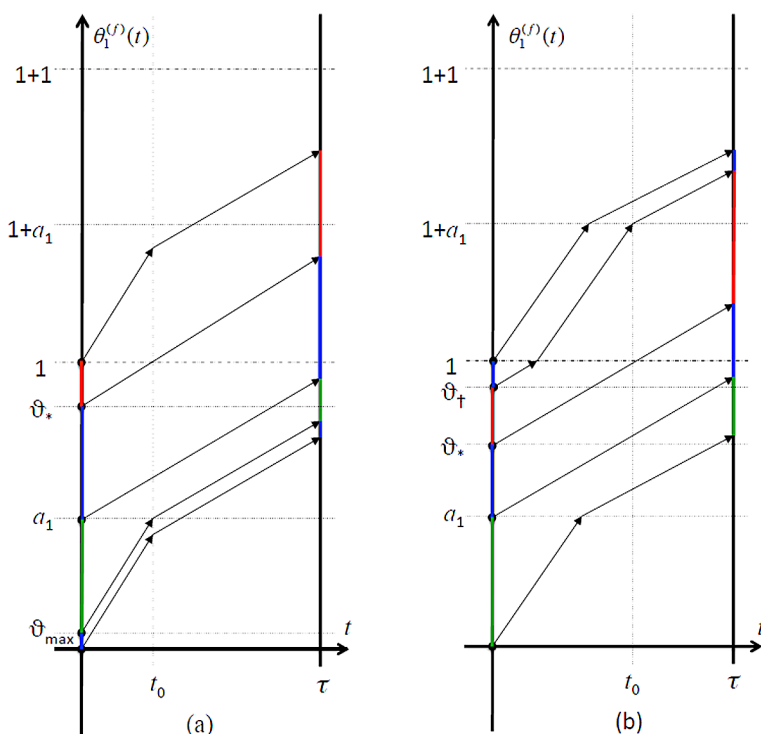 θ₁⁽ᶠ⁾(t)
1+1
1+a₁
1
ϑ*
a₁
ϑmax
t
t₀
τ
(a)
θ₁⁽ᶠ⁾(t)
1+1
1+a₁
1
ϑ†
ϑ*
a₁
t
t₀
τ
(b)